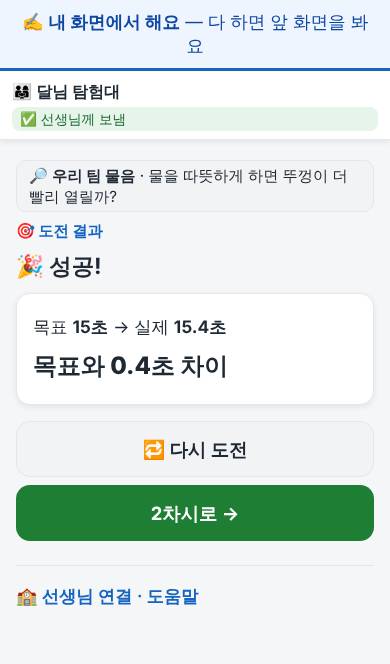 ✍️ 내 화면에서 해요 — 다 하면 앞 화면을 봐
요
👨‍👩‍👧 달님 탐험대
✅ 선생님께 보냄
🔎 우리 팀 물음 · 물을 따뜻하게 하면 뚜껑이 더
빨리 열릴까?
🎯 도전 결과
🎉 성공!
목표 15초 → 실제 15.4초
목표와 0.4초 차이
🔁 다시 도전
2차시로 →
🏫 선생님 연결 · 도움말